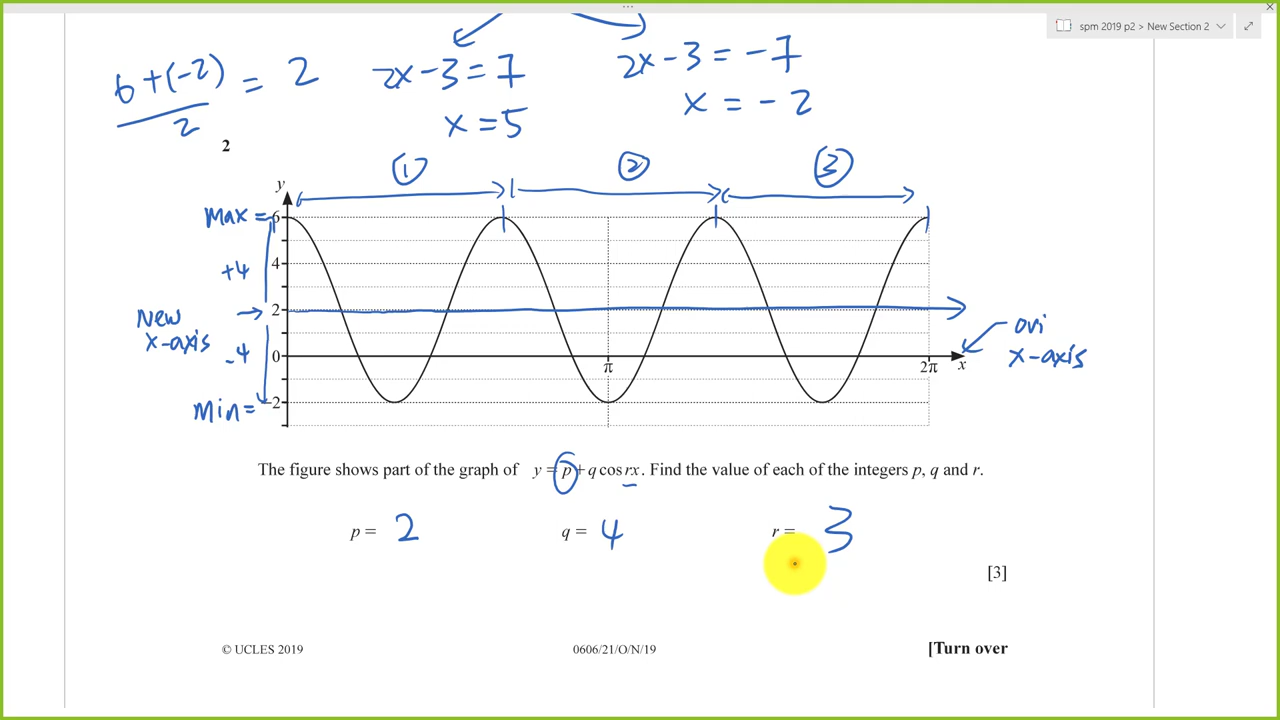 spm 2019 p2 > New Section 2
6+(-2)/2 = 2
2x-3=7
2x-3=-7
x=5
x=-2
2
① ② ③
y
Max = 6
+4
4
New x-axis
2
ori x-axis
-4
0
π
2π
x
Min = -2
The figure shows part of the graph of y = p + q cos rx. Find the value of each of the integers p, q and r.
p = 2
q = 4
r = 3
[3]
© UCLES 2019
0606/21/O/N/19
[Turn over